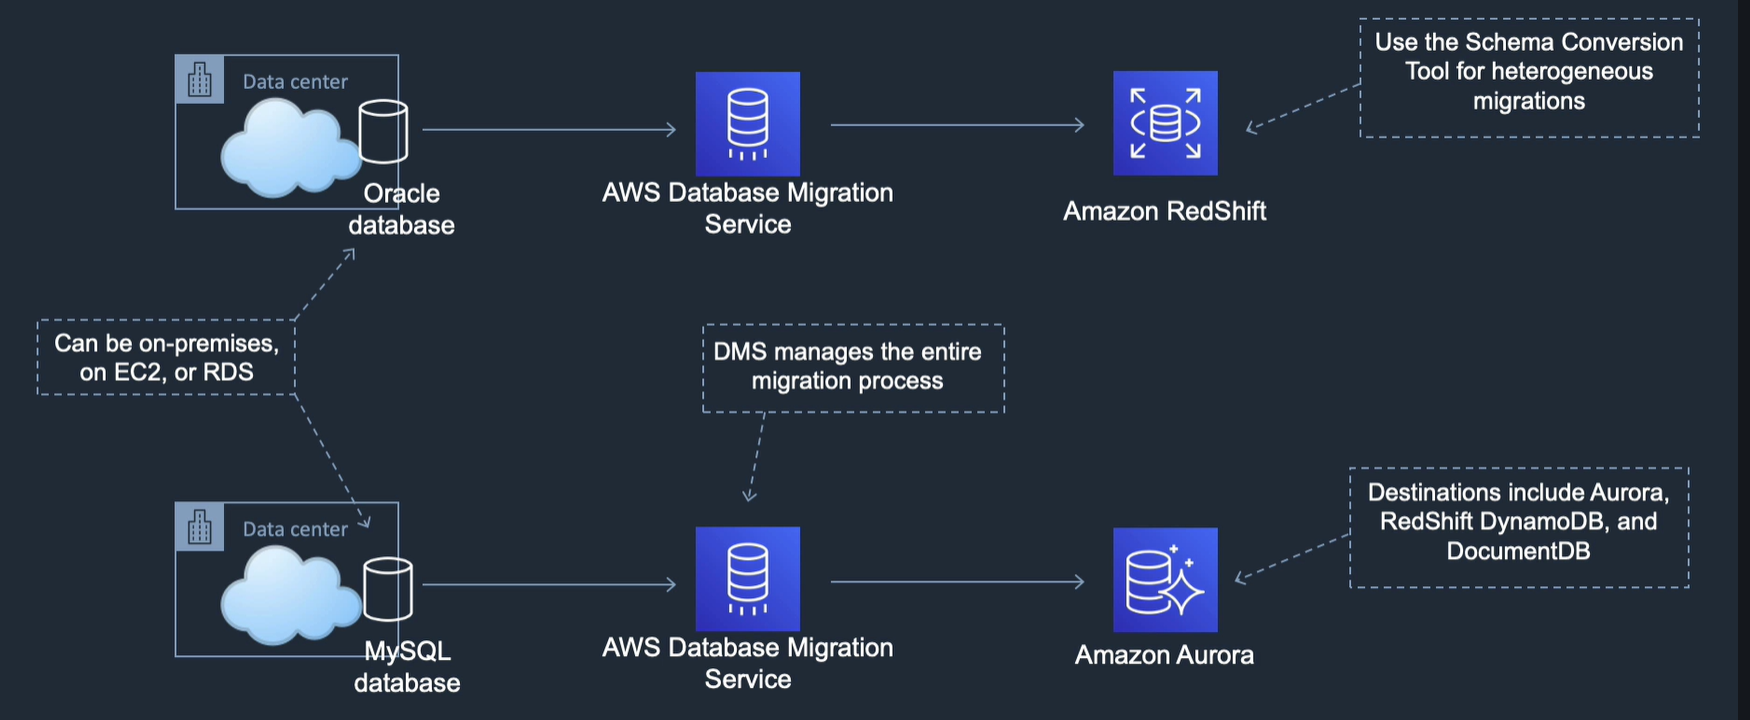 Use the Schema Conversion
Tool for heterogeneous
migrations
Data center
Oracle
database
AWS Database Migration
Service
Amazon RedShift
Can be on-premises,
on EC2, or RDS
DMS manages the entire
migration process
Destinations include Aurora,
RedShift DynamoDB, and
DocumentDB
Data center
MySQL
database
AWS Database Migration
Service
Amazon Aurora